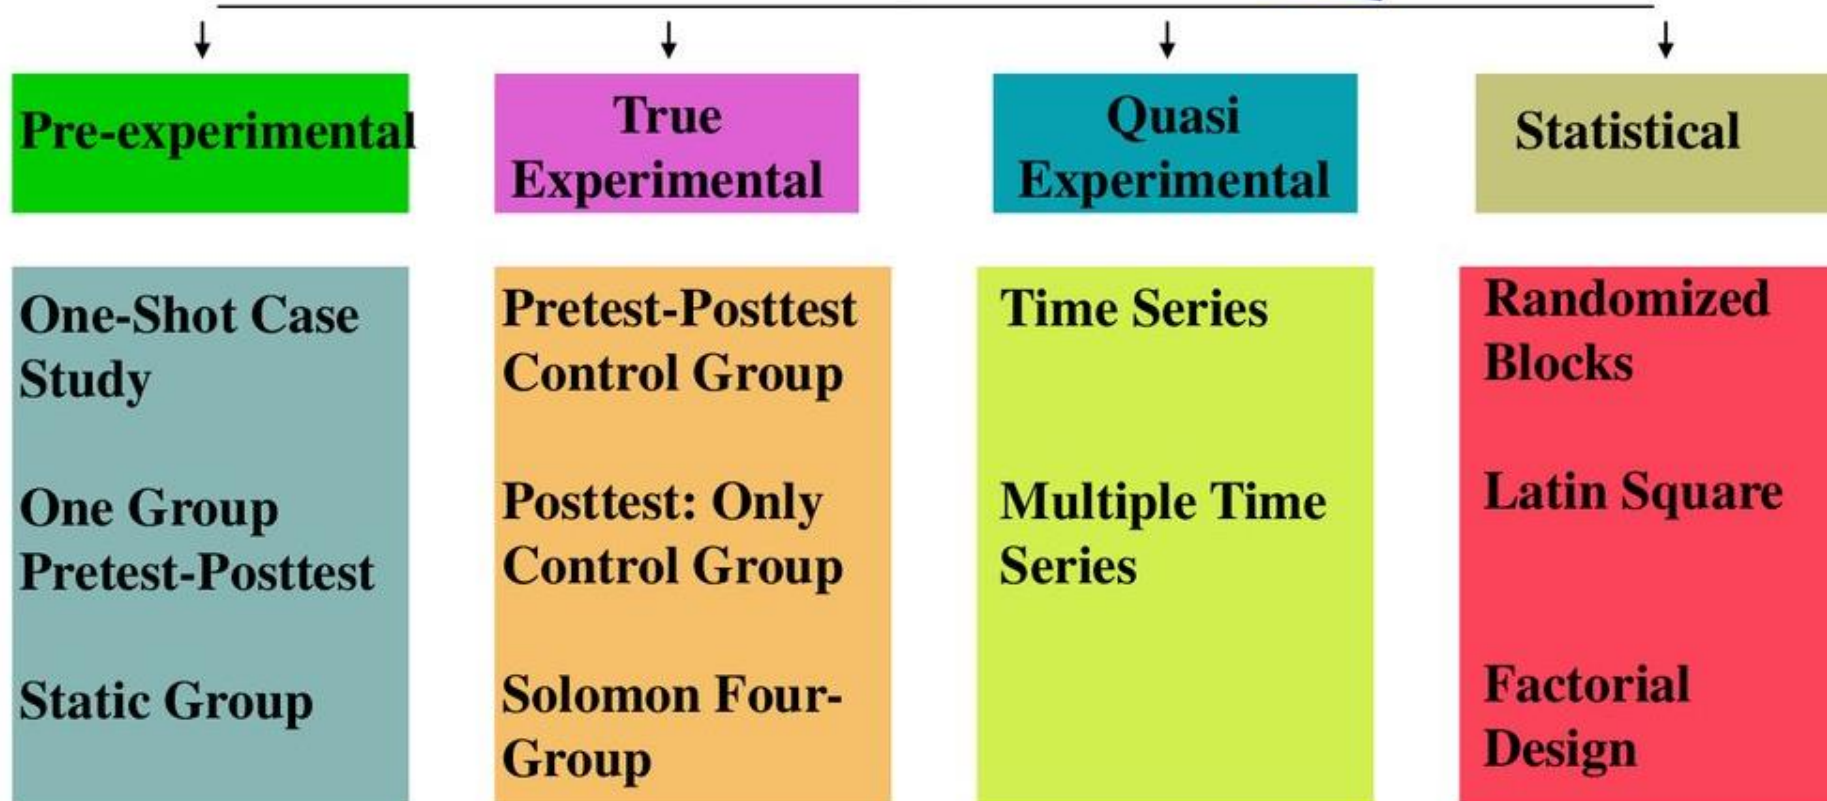 Pre-experimental
True
Experimental
Quasi
Experimental
Statistical
One-Shot Case
Study
One Group
Pretest-Posttest
Static Group
Pretest-Posttest
Control Group
Posttest: Only
Control Group
Solomon Four-
Group
Time Series
Multiple Time
Series
Randomized
Blocks
Latin Square
Factorial
Design